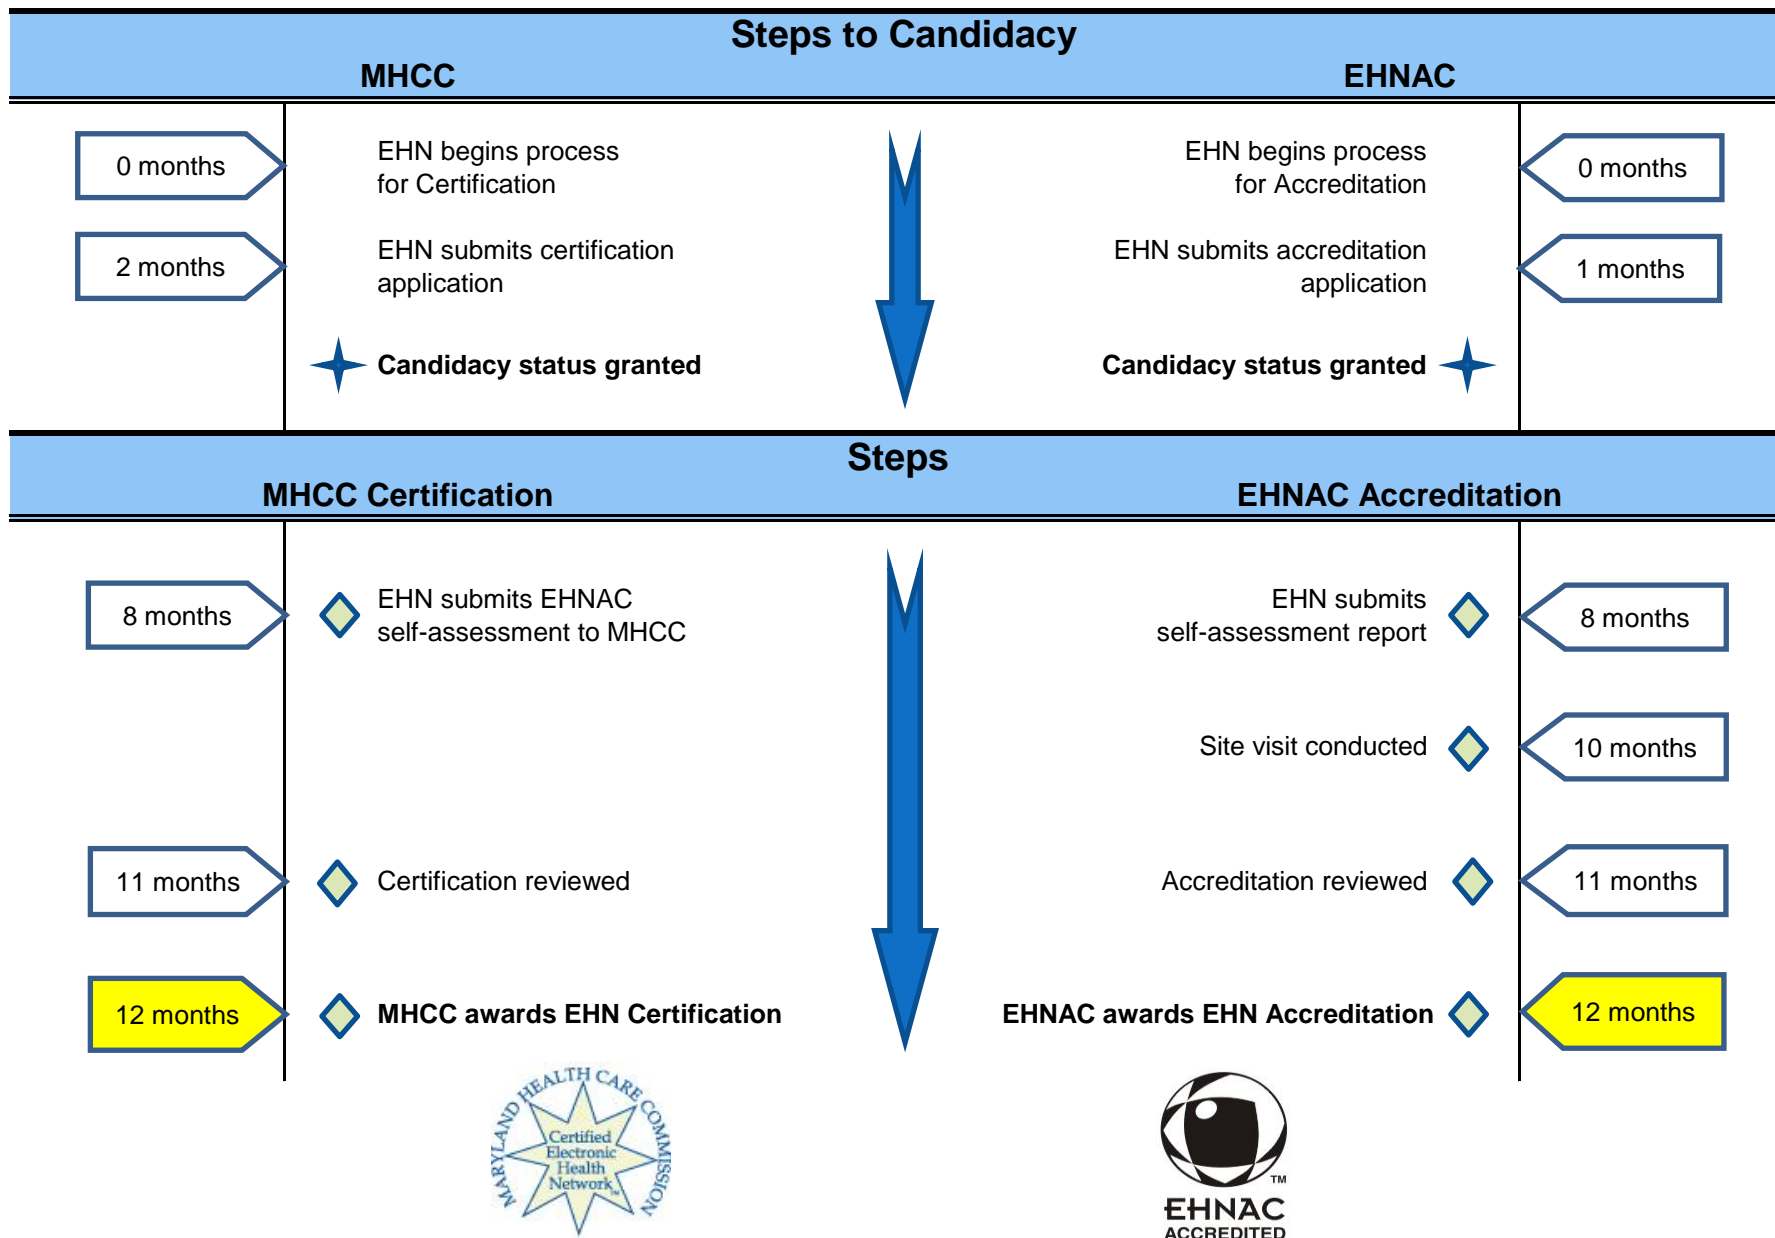 Steps to Candidacy
MHCC
EHNAC
0 months
EHN begins process
for Certification
EHN begins process
for Accreditation
0 months
2 months
EHN submits certification
application
EHN submits accreditation
application
1 months
Candidacy status granted
Candidacy status granted
Steps
MHCC Certification
EHNAC Accreditation
8 months
EHN submits EHNAC
self-assessment to MHCC
EHN submits
self-assessment report
8 months
Site visit conducted
10 months
11 months
Certification reviewed
Accreditation reviewed
11 months
12 months
MHCC awards EHN Certification
EHNAC awards EHN Accreditation
12 months
MARYLAND HEALTH CARE COMMISSION
Certified
Electronic
Health
Network™
TM
EHNAC
ACCREDITED